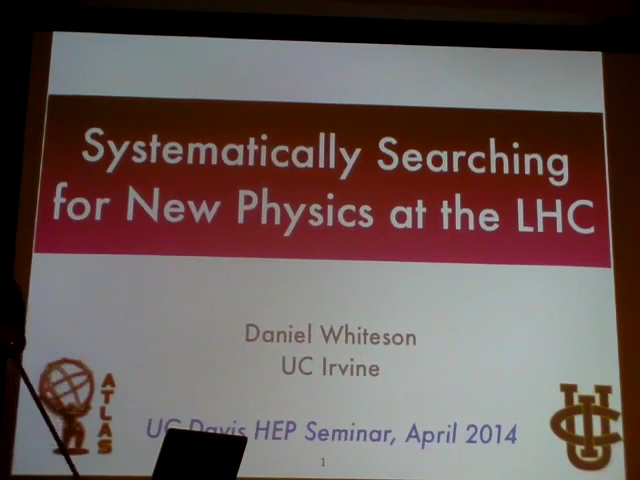 Systematically Searching
for New Physics at the LHC
Daniel Whiteson
UC Irvine
ATLAS
UC Davis HEP Seminar, April 2014
UCI
1